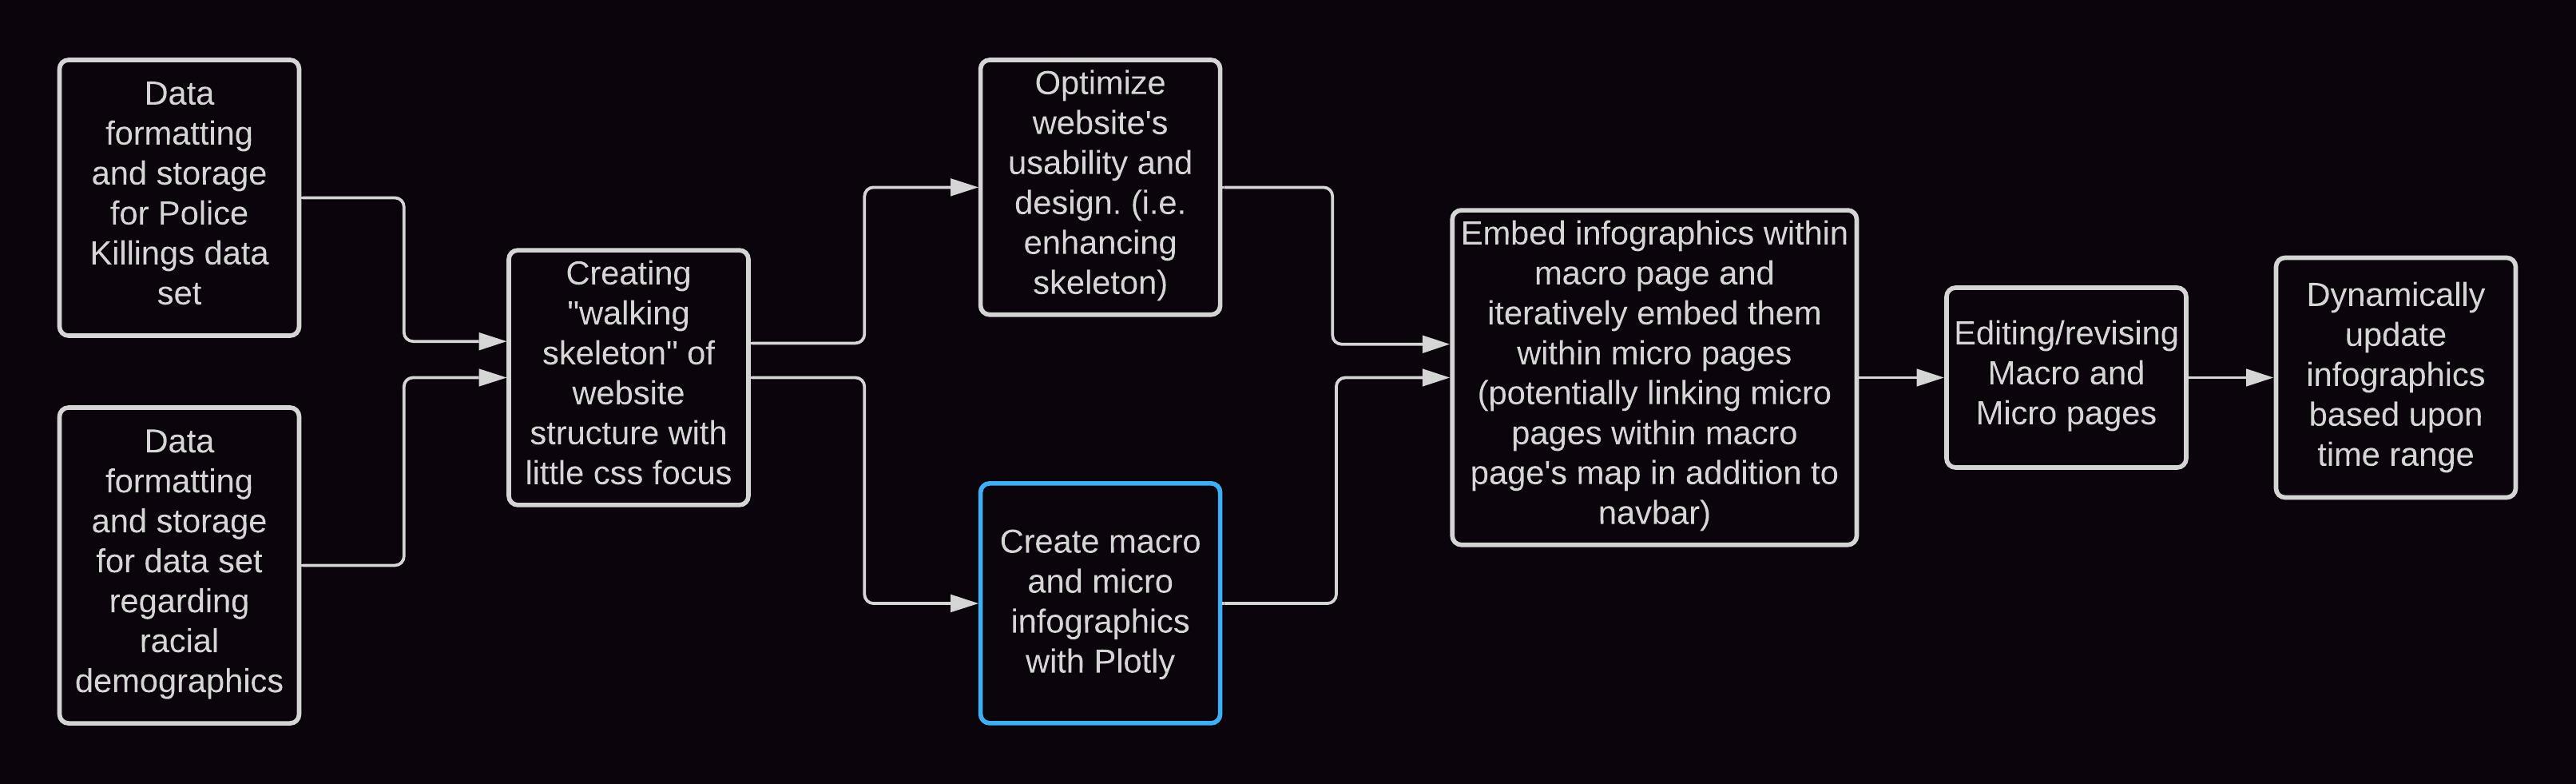 Data
formatting
and storage
for Police
Killings data
set
Data
formatting
and storage
for data set
regarding
racial
demographics
Creating
"walking
skeleton" of
website
structure with
little css focus
Optimize
website's
usability and
design. (i.e.
enhancing
skeleton)
Create macro
and micro
infographics
with Plotly
Embed infographics within
macro page and
iteratively embed them
within micro pages
(potentially linking micro
pages within macro
page's map in addition to
navbar)
Editing/revising
Macro and
Micro pages
Dynamically
update
infographics
based upon
time range